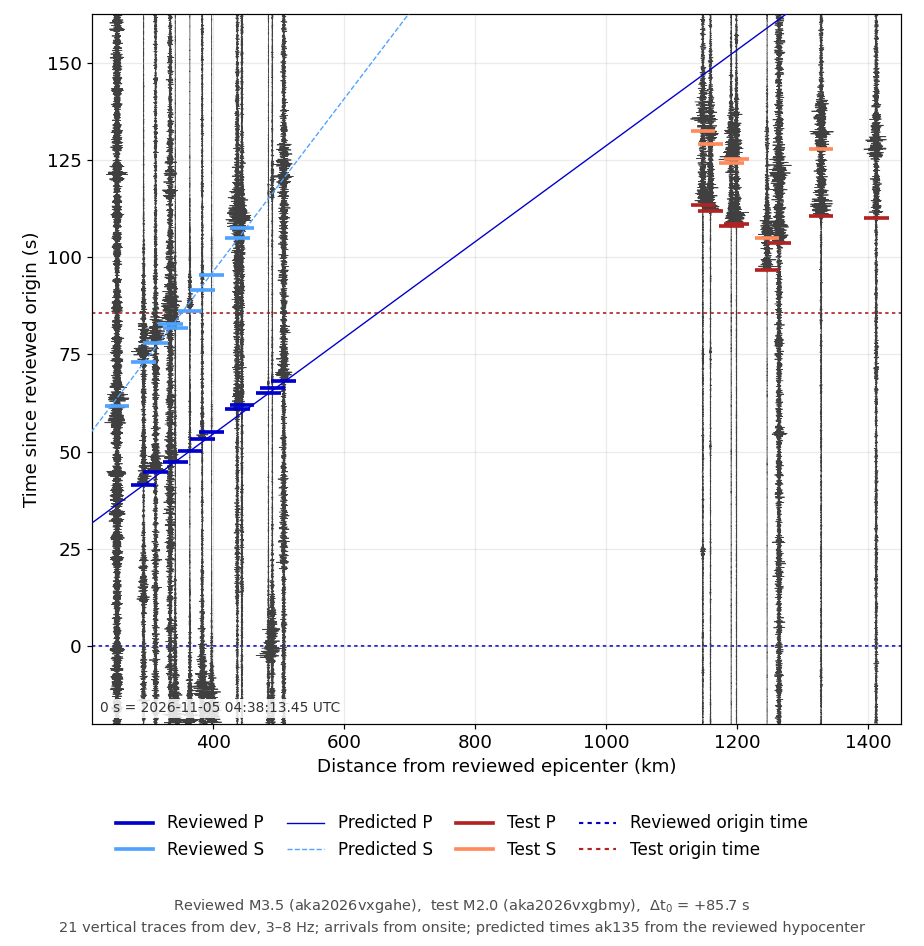 150
125
100
75
50
25
0
Time since reviewed origin (s)
0 s = 2026-11-05 04:38:13.45 UTC
400
600
800
1000
1200
1400
Distance from reviewed epicenter (km)
Reviewed P
Predicted P
Test P
Reviewed origin time
Reviewed S
Predicted S
Test S
Test origin time
Reviewed M3.5 (aka2026vxgahe), test M2.0 (aka2026vxgbmy), Δt₀ = +85.7 s
21 vertical traces from dev, 3–8 Hz; arrivals from onsite; predicted times ak135 from the reviewed hypocenter